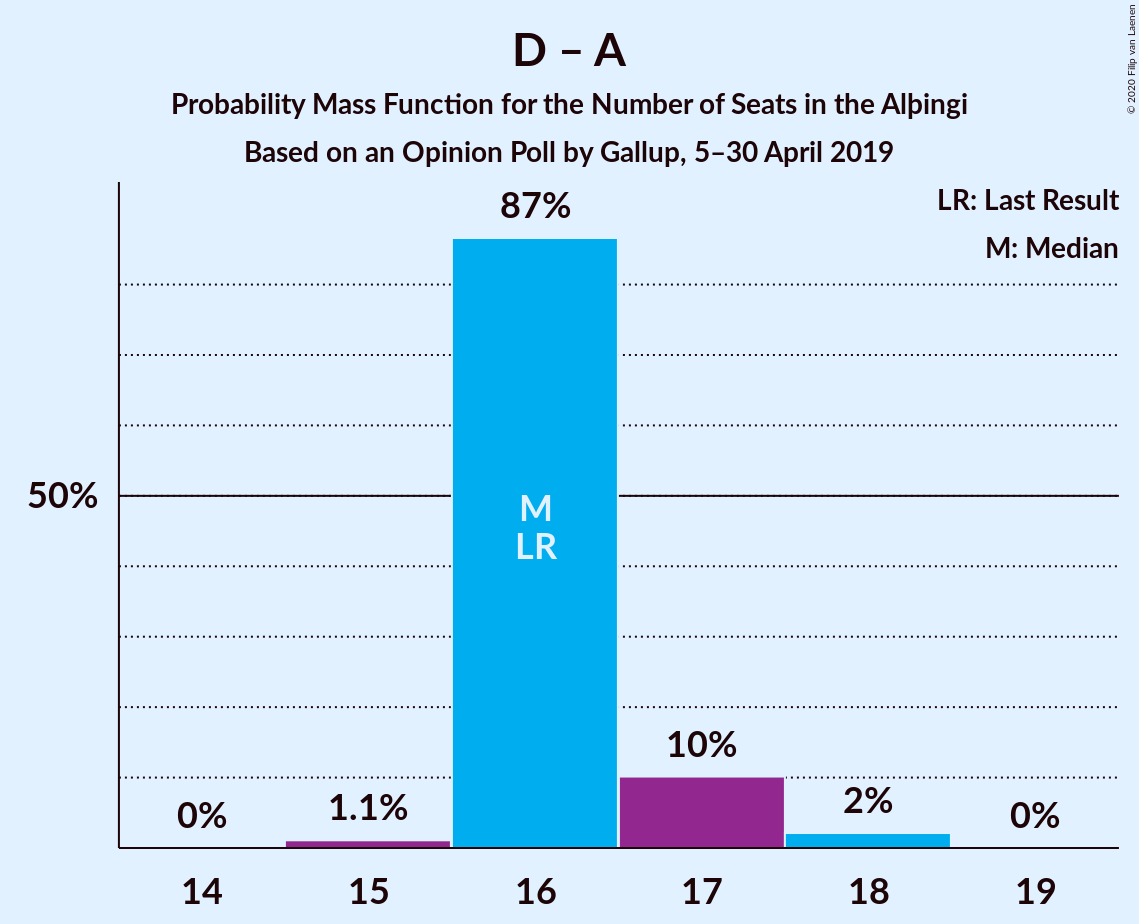 D – A
Probability Mass Function for the Number of Seats in the Alþingi
Based on an Opinion Poll by Gallup, 5–30 April 2019
© 2020 Filip van Laenen
LR: Last Result
M: Median
87%
50%
M
LR
10%
2%
1.1%
0%
0%
14
15
16
17
18
19